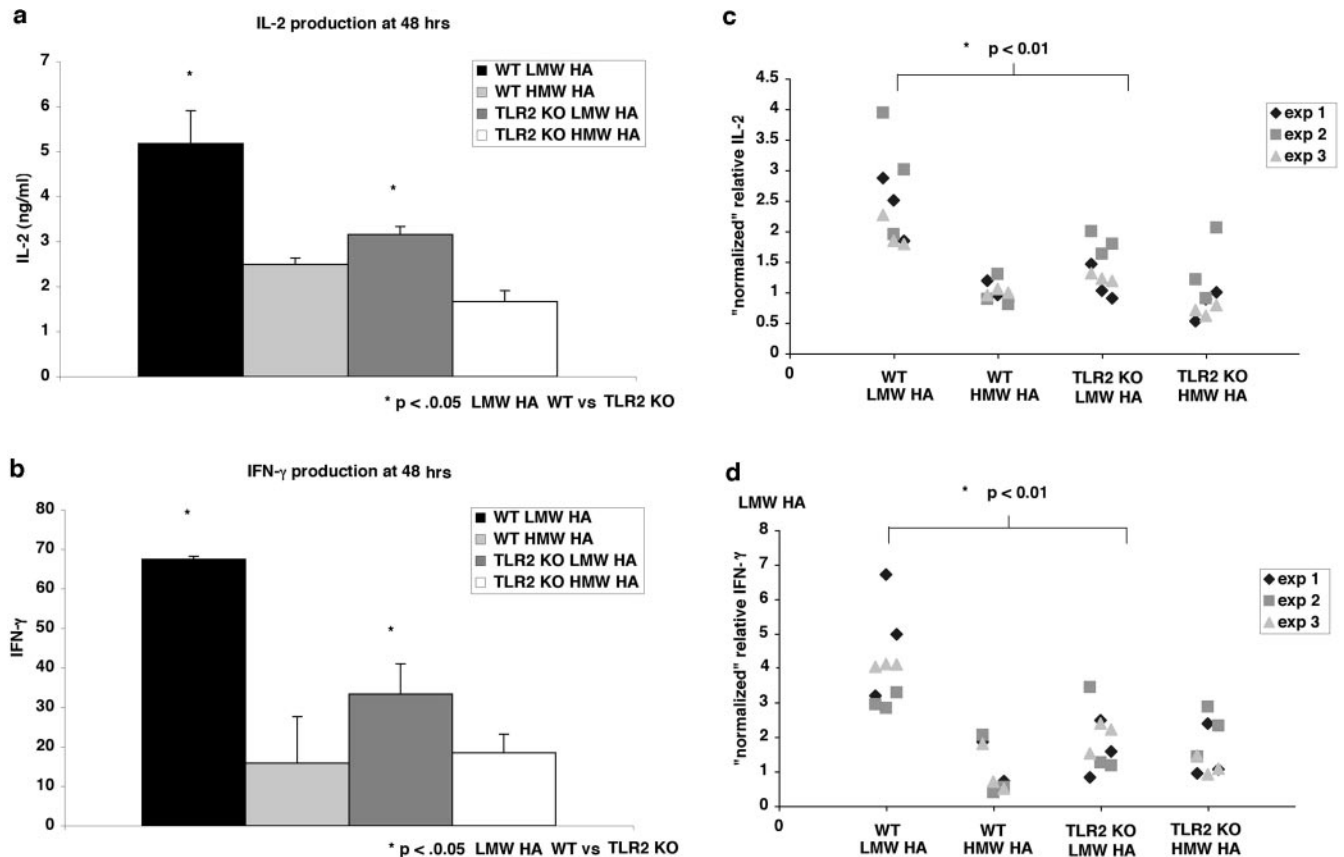 a
IL-2 production at 48 hrs
7
6
5
4
3
2
1
0
IL-2 (ng/ml)
*
*
WT LMW HA
WT HMW HA
TLR2 KO LMW HA
TLR2 KO HMW HA
* p < .05 LMW HA WT vs TLR2 KO
b
IFN-γ production at 48 hrs
80
70
60
50
40
30
20
10
0
IFN-γ
*
*
WT LMW HA
WT HMW HA
TLR2 KO LMW HA
TLR2 KO HMW HA
* p < .05 LMW HA WT vs TLR2 KO
c
* p < 0.01
4.5
4
3.5
3
2.5
2
1.5
1
0.5
0
0
"normalized" relative IL-2
exp 1
exp 2
exp 3
WT
LMW HA
WT
HMW HA
TLR2 KO
LMW HA
TLR2 KO
HMW HA
d
LMW HA
* p < 0.01
8
7
6
5
4
3
2
1
0
0
"normalized" relative IFN-γ
exp 1
exp 2
exp 3
WT
LMW HA
WT
HMW HA
TLR2 KO
LMW HA
TLR2 KO
HMW HA